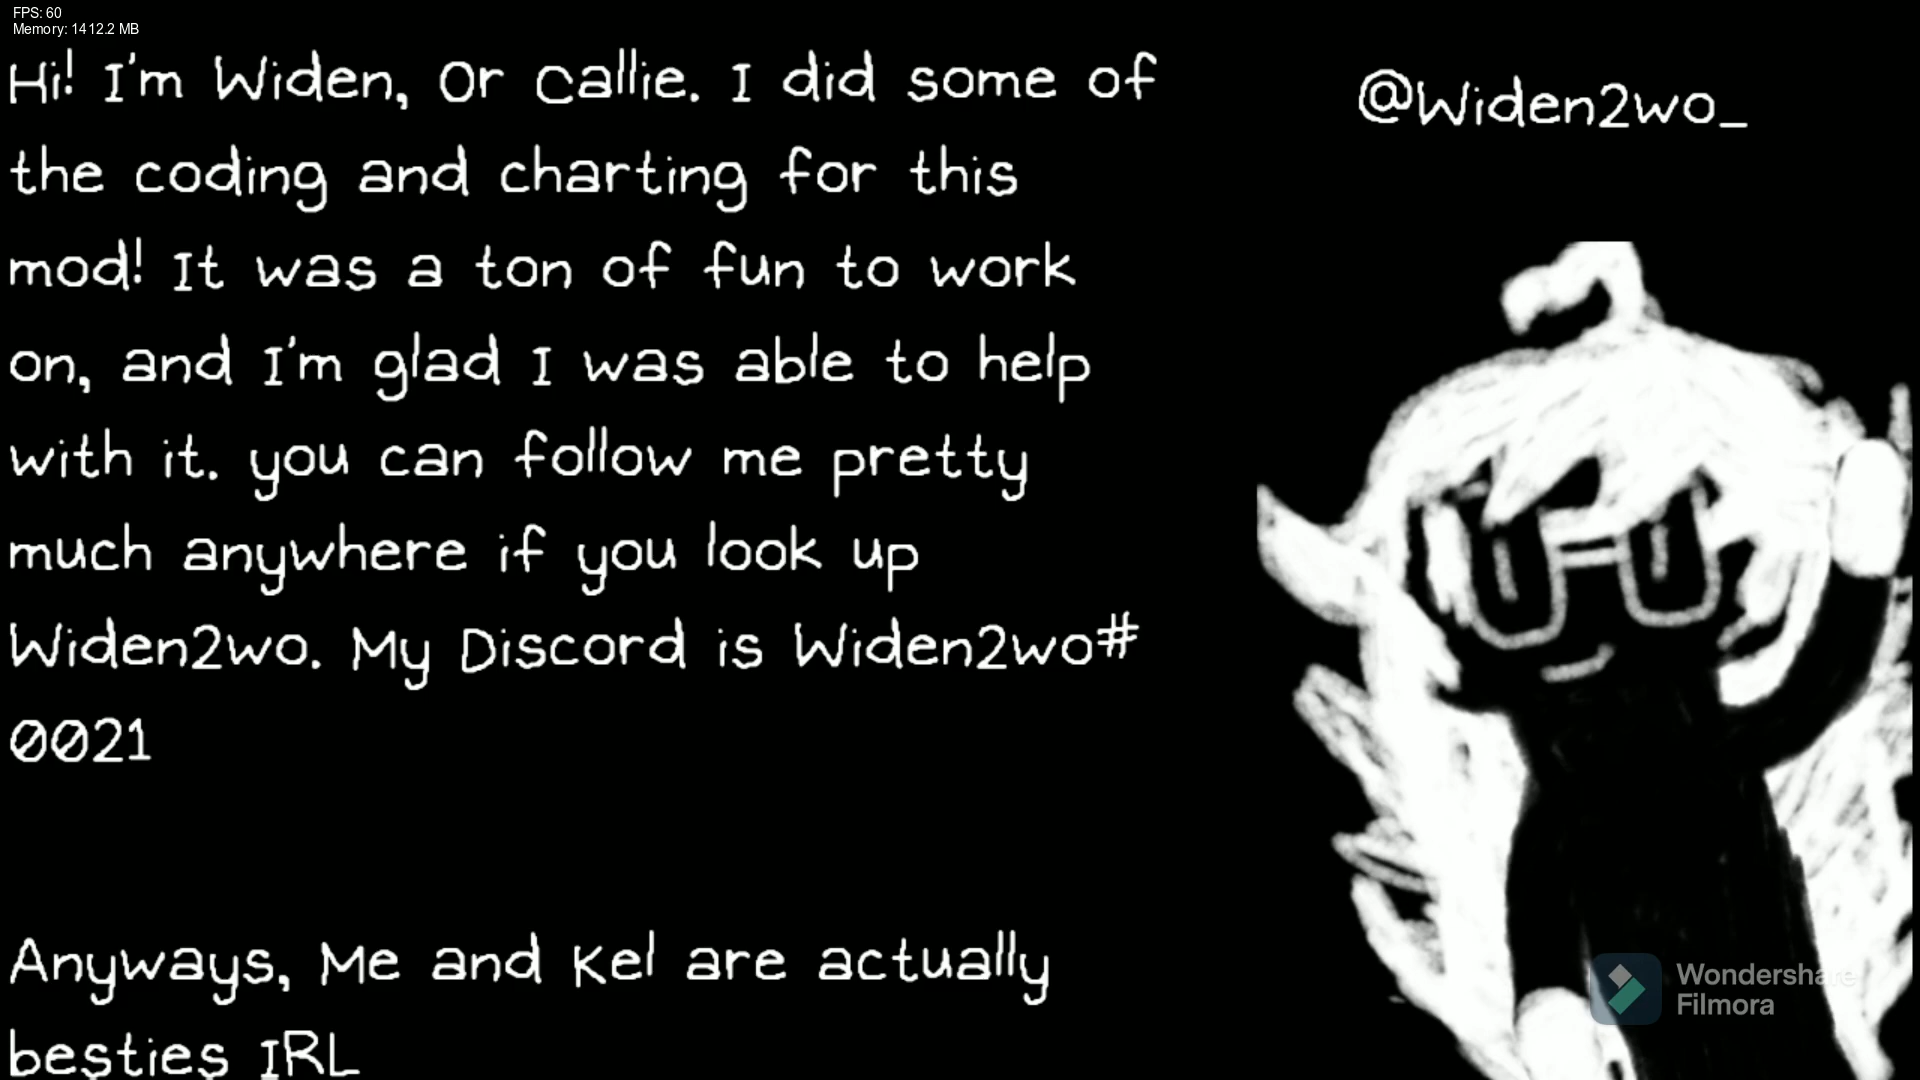 FPS: 60
Memory: 1412.2 MB
Hi! I'm Widen, Or Callie. I did some of
the coding and charting for this
mod! It was a ton of fun to work
on, and I'm glad I was able to help
with it. you can follow me pretty
much anywhere if you look up
Widen2wo. My Discord is Widen2wo#
0021
Anyways, Me and Kel are actually
besties IRL
@Widen2wo_
Wondershare
Filmora